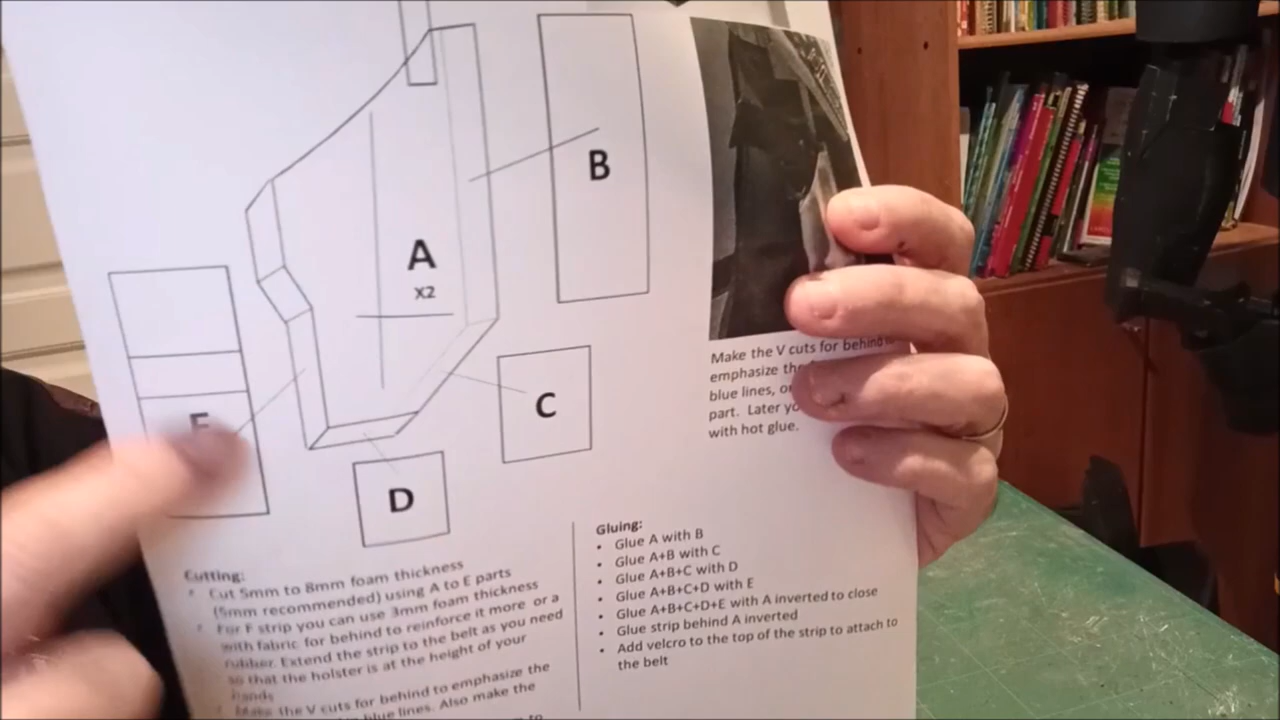 B
A
X2
C
E
D
Make the V cuts for behind
emphasize the
blue lines, or
part. Later yo
with hot glue.
Cutting:
• Cut 5mm to 8mm foam thickness
(5mm recommended) using A to E parts
• For F strip you can use 3mm foam thickness
with fabric for behind to reinforce it more or a
rubber. Extend the strip to the belt as you need
so that the holster is at the height of your
hands
• Make the V cuts for behind to emphasize the
blue lines. Also make the
to
Gluing:
• Glue A with B
• Glue A+B with C
• Glue A+B+C with D
• Glue A+B+C+D with E
• Glue A+B+C+D+E with A inverted to close
• Glue strip behind A inverted
• Add velcro to the top of the strip to attach to
the belt